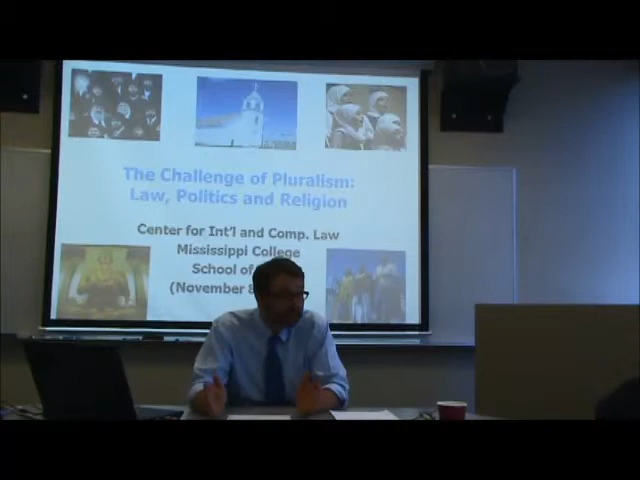 The Challenge of Pluralism:
Law, Politics and Religion
Center for Int'l and Comp. Law
Mississippi College
School of
(November 8